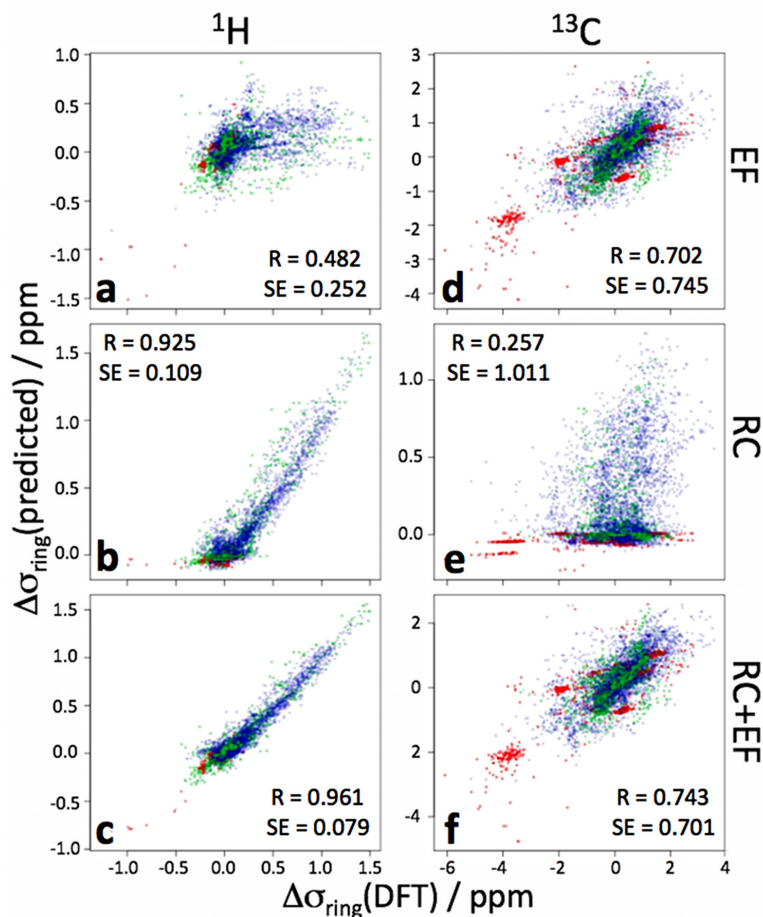 ¹H
¹³C
1.0
0.5
0.0
-0.5
-1.0
-1.5
a
R = 0.482
SE = 0.252
3
2
1
0
-1
-2
-3
-4
d
R = 0.702
SE = 0.745
EF
Δσring(predicted) / ppm
1.5
1.0
0.5
0.0
b
R = 0.925
SE = 0.109
1.0
0.5
0.0
e
R = 0.257
SE = 1.011
RC
1.5
1.0
0.5
0.0
-0.5
-1.0
c
R = 0.961
SE = 0.079
2
0
2
-4
f
R = 0.743
SE = 0.701
RC+EF
-1.0 -0.5 0.0 0.5 1.0 1.5
-6 -4 -2 0 2 4
Δσring(DFT) / ppm